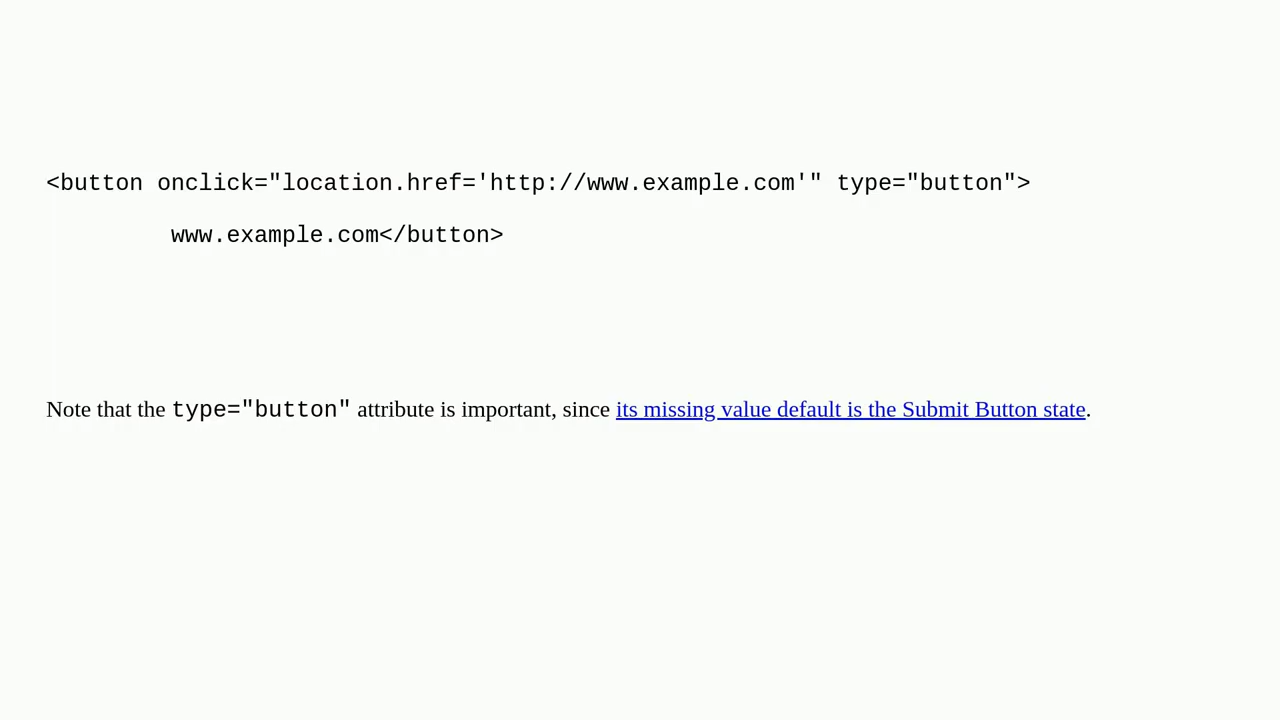 <button onclick="location.href='http://www.example.com'" type="button">
www.example.com</button>
Note that the type="button" attribute is important, since its missing value default is the Submit Button state.